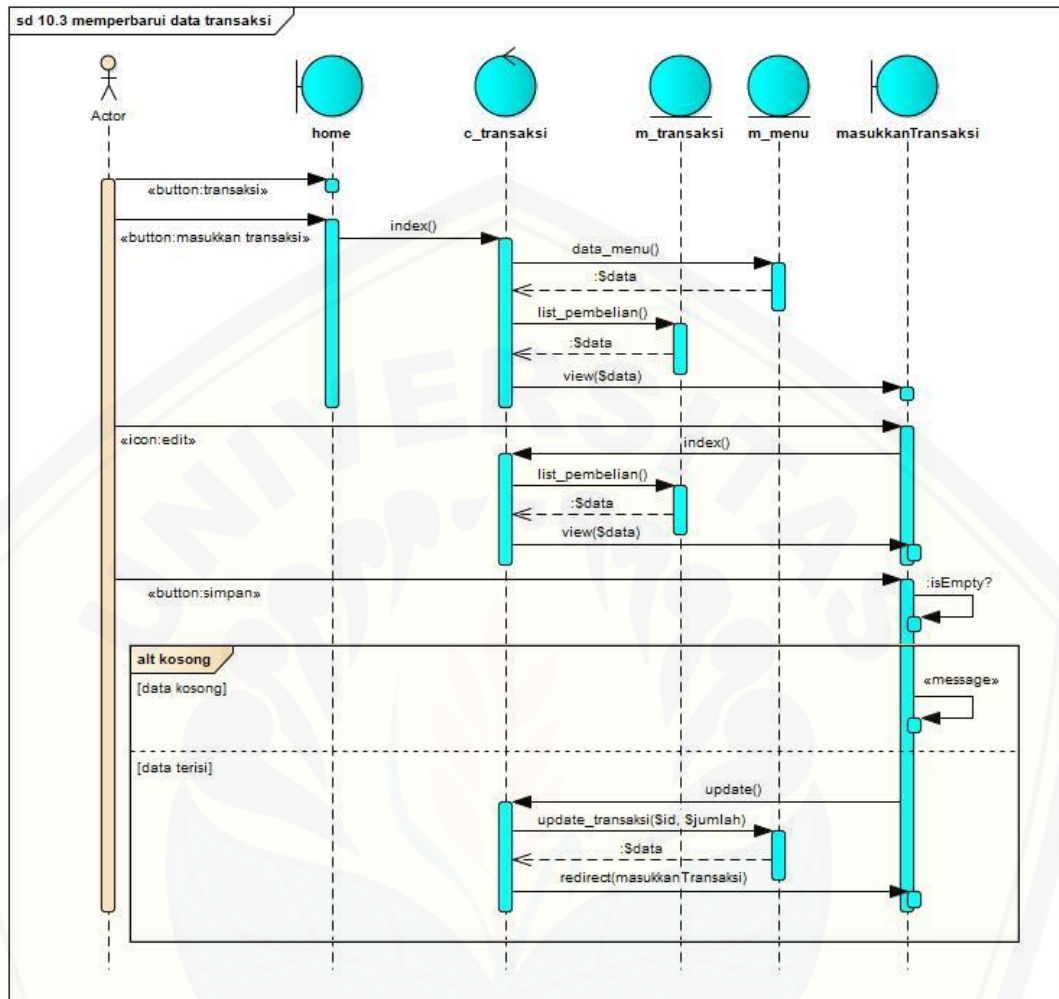 sd 10.3 memperbarui data transaksi
Actor
home
c_transaksi
m_transaksi
m_menu
masukkanTransaksi
«button:transaksi»
«button:masukkan transaksi»
index()
data_menu()
:$data
list_pembelian()
:$data
view($data)
«icon:edit»
index()
list_pembelian()
:$data
view($data)
«button:simpan»
:isEmpty?
alt kosong
[data kosong]
«message»
[data terisi]
update()
update_transaksi($id, $jumlah)
:$data
redirect(masukkanTransaksi)
UNIVERSITAS